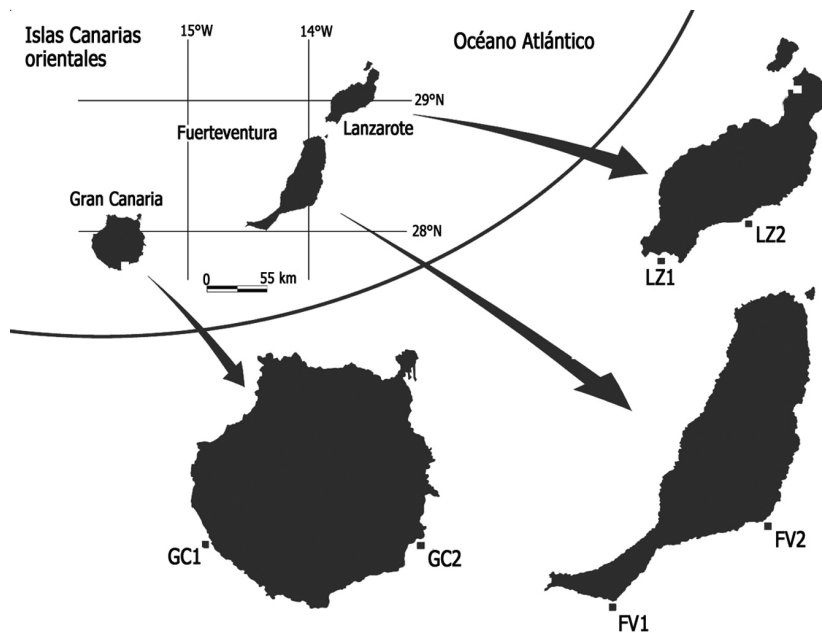 Islas Canarias
orientales
15°W
14°W
Océano Atlántico
29°N
Fuerteventura
Lanzarote
Gran Canaria
28°N
0 55 km
LZ2
LZ1
GC1
GC2
FV2
FV1